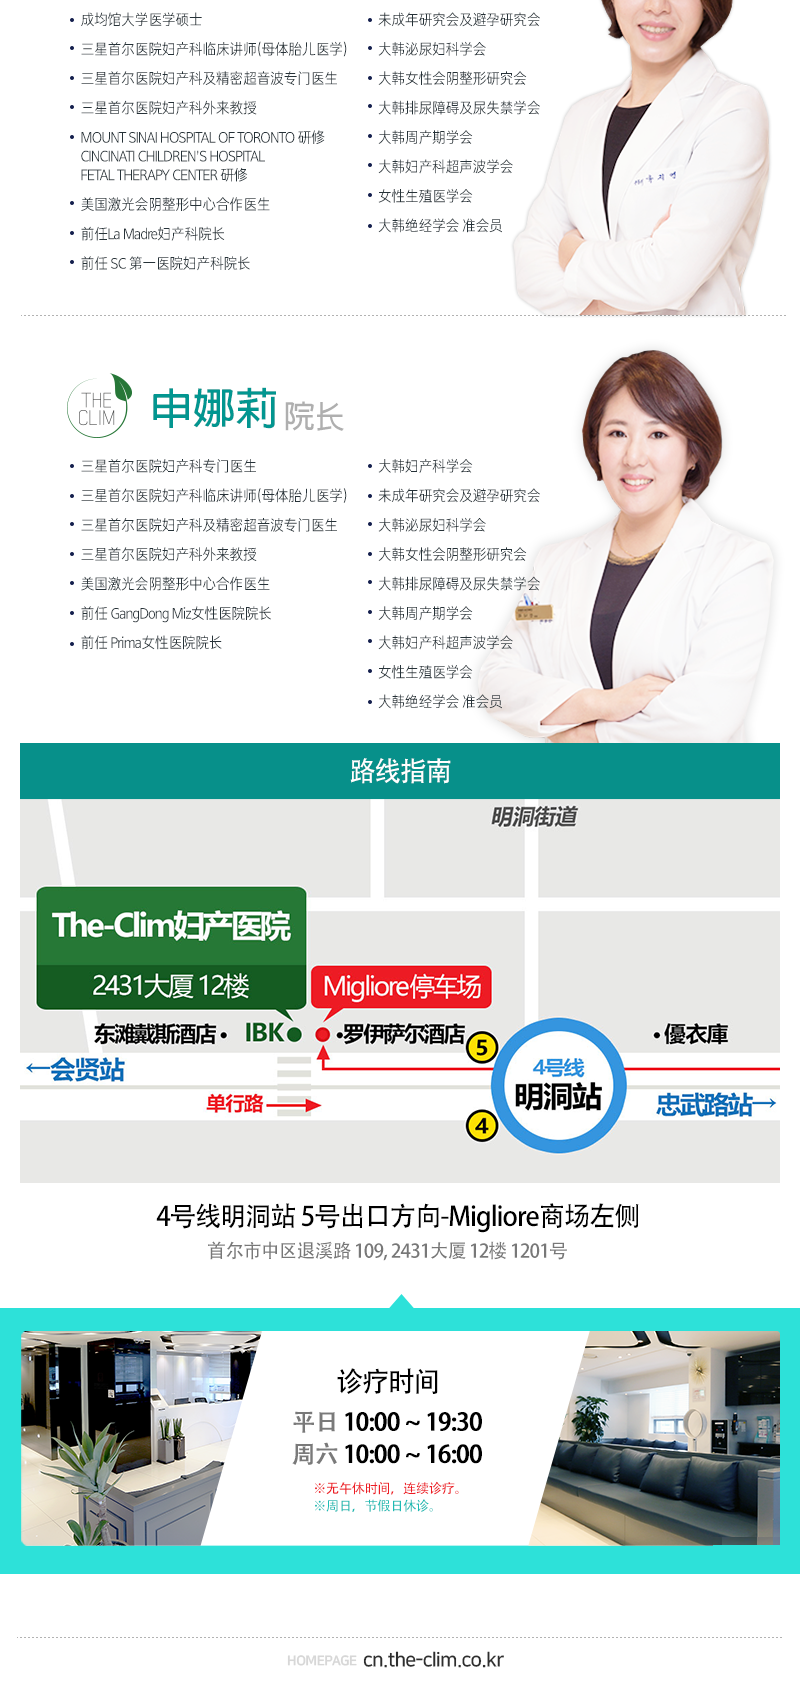 成均馆大学医学硕士
三星首尔医院妇产科临床讲师(母体胎儿医学)
三星首尔医院妇产科及精密超音波专门医生
三星首尔医院妇产科外来教授
MOUNT SINAI HOSPITAL OF TORONTO 研修
CINCINATI CHILDREN'S HOSPITAL
FETAL THERAPY CENTER 研修
美国激光会阴整形中心合作医生
前任La Madre妇产科院长
前任 SC 第一医院妇产科院长
未成年研究会及避孕研究会
大韩泌尿妇科学会
大韩女性会阴整形研究会
大韩排尿障碍及尿失禁学会
大韩周产期学会
大韩妇产科超声波学会
女性生殖医学会
大韩绝经学会 准会员
THE
CLIM
申娜莉 院长
三星首尔医院妇产科专门医生
三星首尔医院妇产科临床讲师(母体胎儿医学)
三星首尔医院妇产科及精密超音波专门医生
三星首尔医院妇产科外来教授
美国激光会阴整形中心合作医生
前任 GangDong Miz女性医院院长
前任 Prima女性医院院长
大韩妇产科学会
未成年研究会及避孕研究会
大韩泌尿妇科学会
大韩女性会阴整形研究会
大韩排尿障碍及尿失禁学会
大韩周产期学会
大韩妇产科超声波学会
女性生殖医学会
大韩绝经学会 准会员
路线指南
明洞街道
The-Clim妇产医院
2431大厦 12楼
Migliore停车场
东滩戴斯酒店•
IBK
•罗伊萨尔酒店
5
•優衣庫
←会贤站
4号线
明洞站
单行路
忠武路站→
4
4号线明洞站 5号出口方向-Migliore商场左侧
首尔市中区退溪路 109, 2431大厦 12楼 1201号
诊疗时间
平日 10:00 ~ 19:30
周六 10:00 ~ 16:00
※无午休时间，连续诊疗。
※周日，节假日休诊。
HOMEPAGE cn.the-clim.co.kr